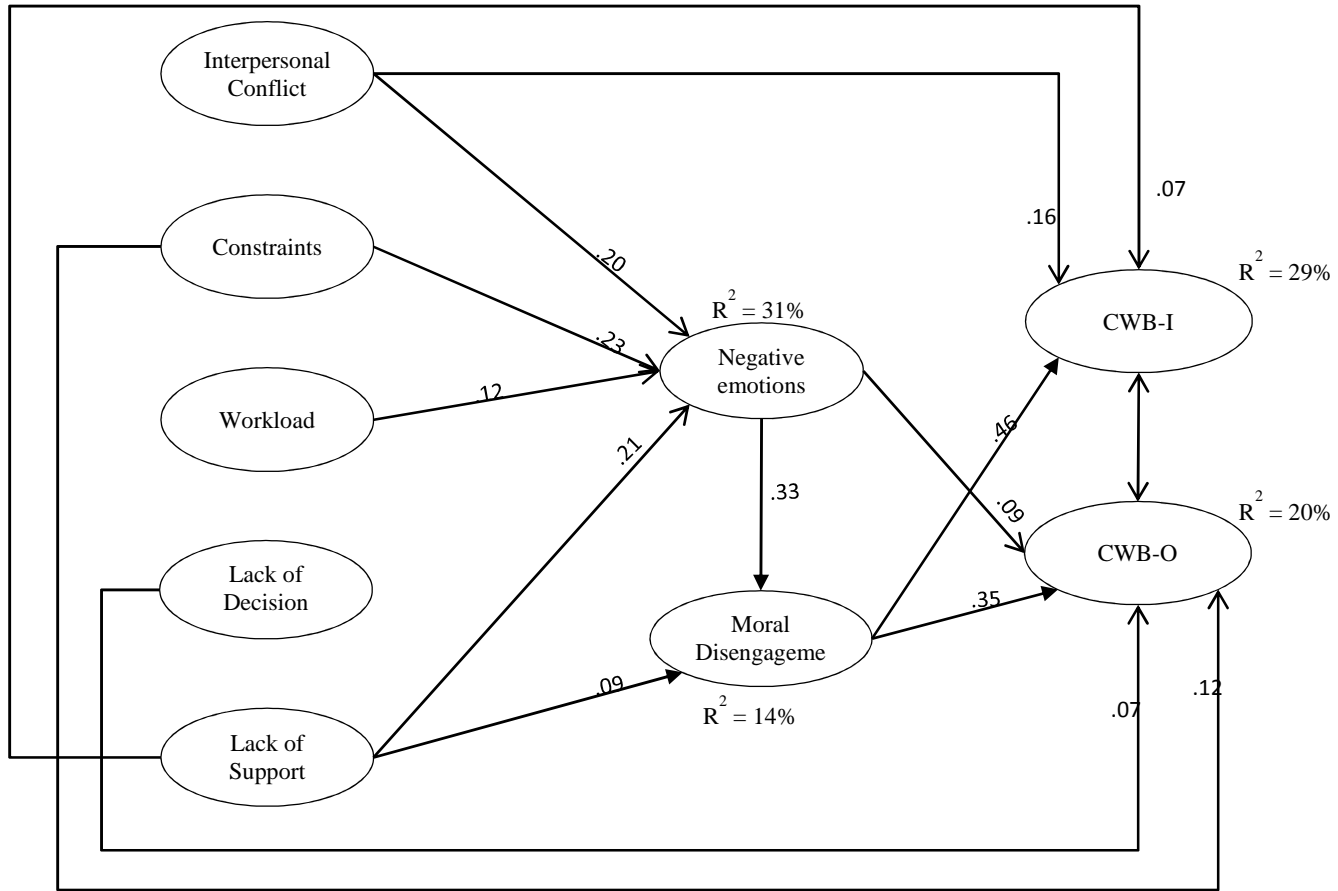 Interpersonal
Conflict
.07
.16
Constraints
.20
R² = 29%
CWB-I
R² = 31%
.23
Negative
emotions
Workload
.12
.46
.21
.33
.09
R² = 20%
CWB-O
Lack of
Decision
.35
Moral
Disengageme
.09
R² = 14%
.07
.12
Lack of
Support